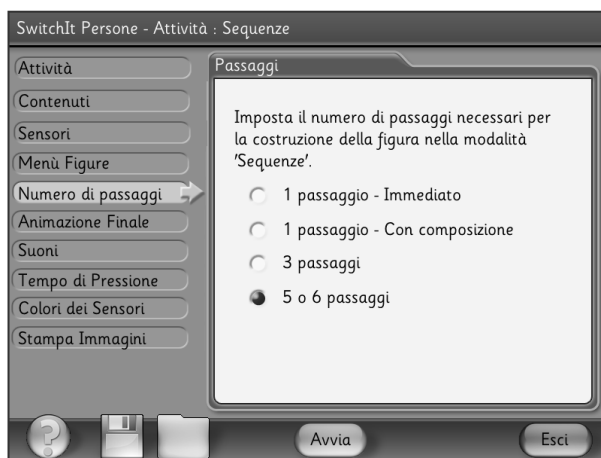 SwitchIt Persone - Attività : Sequenze
Attività
Contenuti
Sensori
Menù Figure
Numero di passaggi
Animazione Finale
Suoni
Tempo di Pressione
Colori dei Sensori
Stampa Immagini
Passaggi
Imposta il numero di passaggi necessari per
la costruzione della figura nella modalità
'Sequenze'.
1 passaggio - Immediato
1 passaggio - Con composizione
3 passaggi
5 o 6 passaggi
?
Avvia
Esci